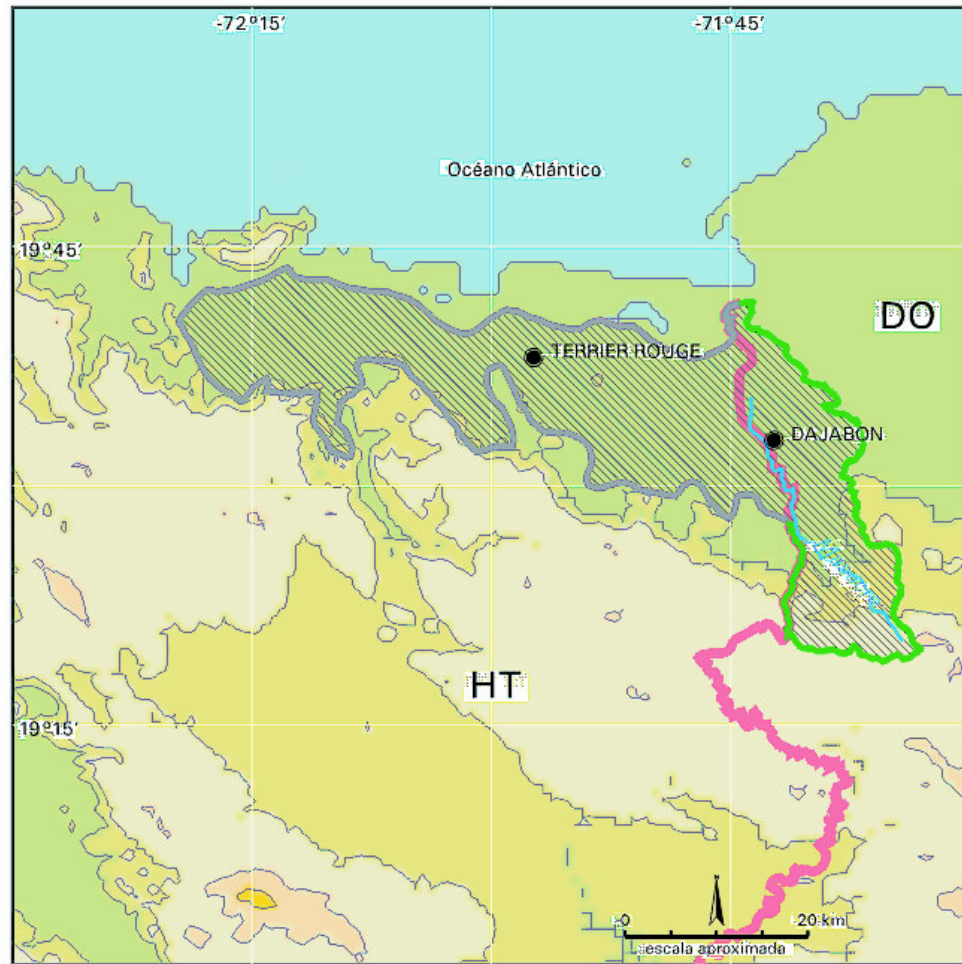 -72°15′
-71°45′
Océano Atlántico
19°45′
DO
TERRIER ROUGE
DAJABON
HT
19°15′
N
0
20 km
escala aproximada